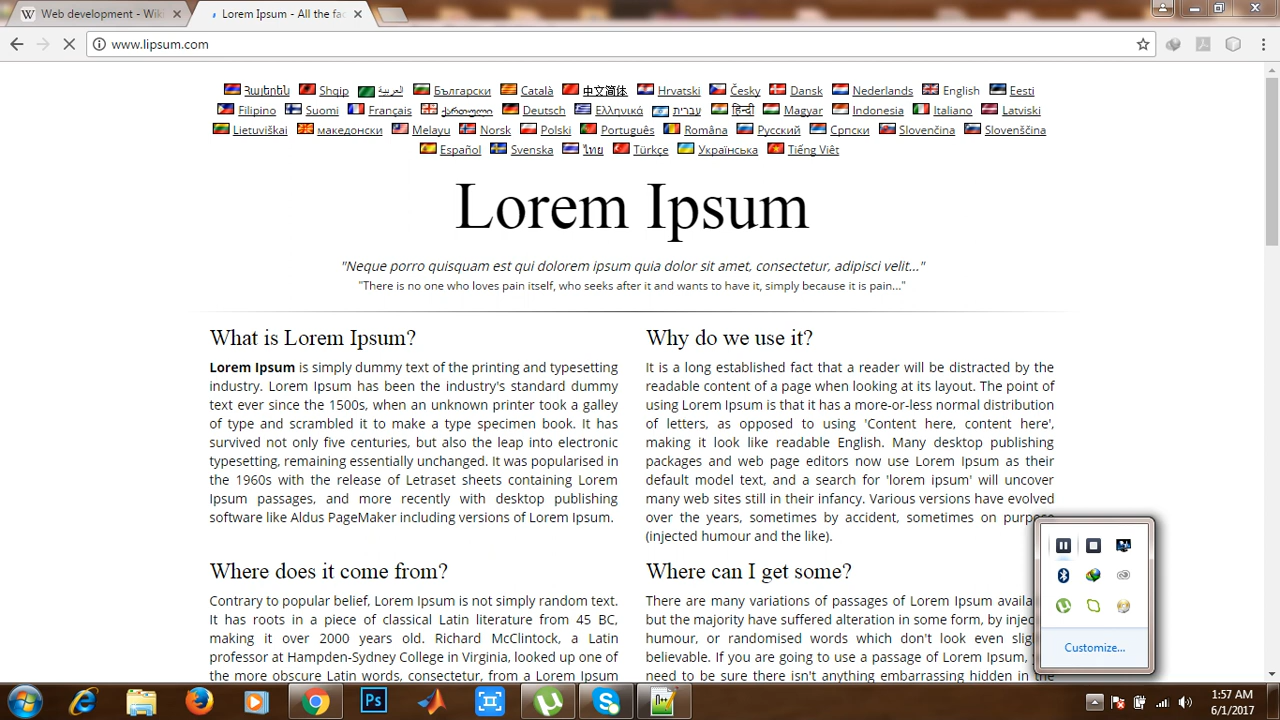 Web development - Wiki
Lorem Ipsum - All the fac
www.lipsum.com
Հայերեն Shqip العربية Български Català 中文简体 Hrvatski Česky Dansk Nederlands English Eesti
Filipino Suomi Français ქართული Deutsch Ελληνικά עברית हिन्दी Magyar Indonesia Italiano Latviski
Lietuviškai македонски Melayu Norsk Polski Português Româna Русский Српски Slovenčina Slovenščina
Español Svenska ไทย Türkçe Українська Tiếng Việt
Lorem Ipsum
"Neque porro quisquam est qui dolorem ipsum quia dolor sit amet, consectetur, adipisci velit..."
"There is no one who loves pain itself, who seeks after it and wants to have it, simply because it is pain..."
What is Lorem Ipsum?
Lorem Ipsum is simply dummy text of the printing and typesetting
industry. Lorem Ipsum has been the industry's standard dummy
text ever since the 1500s, when an unknown printer took a galley
of type and scrambled it to make a type specimen book. It has
survived not only five centuries, but also the leap into electronic
typesetting, remaining essentially unchanged. It was popularised in
the 1960s with the release of Letraset sheets containing Lorem
Ipsum passages, and more recently with desktop publishing
software like Aldus PageMaker including versions of Lorem Ipsum.
Why do we use it?
It is a long established fact that a reader will be distracted by the
readable content of a page when looking at its layout. The point of
using Lorem Ipsum is that it has a more-or-less normal distribution
of letters, as opposed to using 'Content here, content here',
making it look like readable English. Many desktop publishing
packages and web page editors now use Lorem Ipsum as their
default model text, and a search for 'lorem ipsum' will uncover
many web sites still in their infancy. Various versions have evolved
over the years, sometimes by accident, sometimes on purpose
(injected humour and the like).
Where does it come from?
Contrary to popular belief, Lorem Ipsum is not simply random text.
It has roots in a piece of classical Latin literature from 45 BC,
making it over 2000 years old. Richard McClintock, a Latin
professor at Hampden-Sydney College in Virginia, looked up one of
the more obscure Latin words, consectetur, from a Lorem Ipsum
Where can I get some?
There are many variations of passages of Lorem Ipsum availa
but the majority have suffered alteration in some form, by injec
humour, or randomised words which don't look even slig
believable. If you are going to use a passage of Lorem Ipsum, y
need to be sure there isn't anything embarrassing hidden in the
Customize...
Ps
1:57 AM
6/1/2017